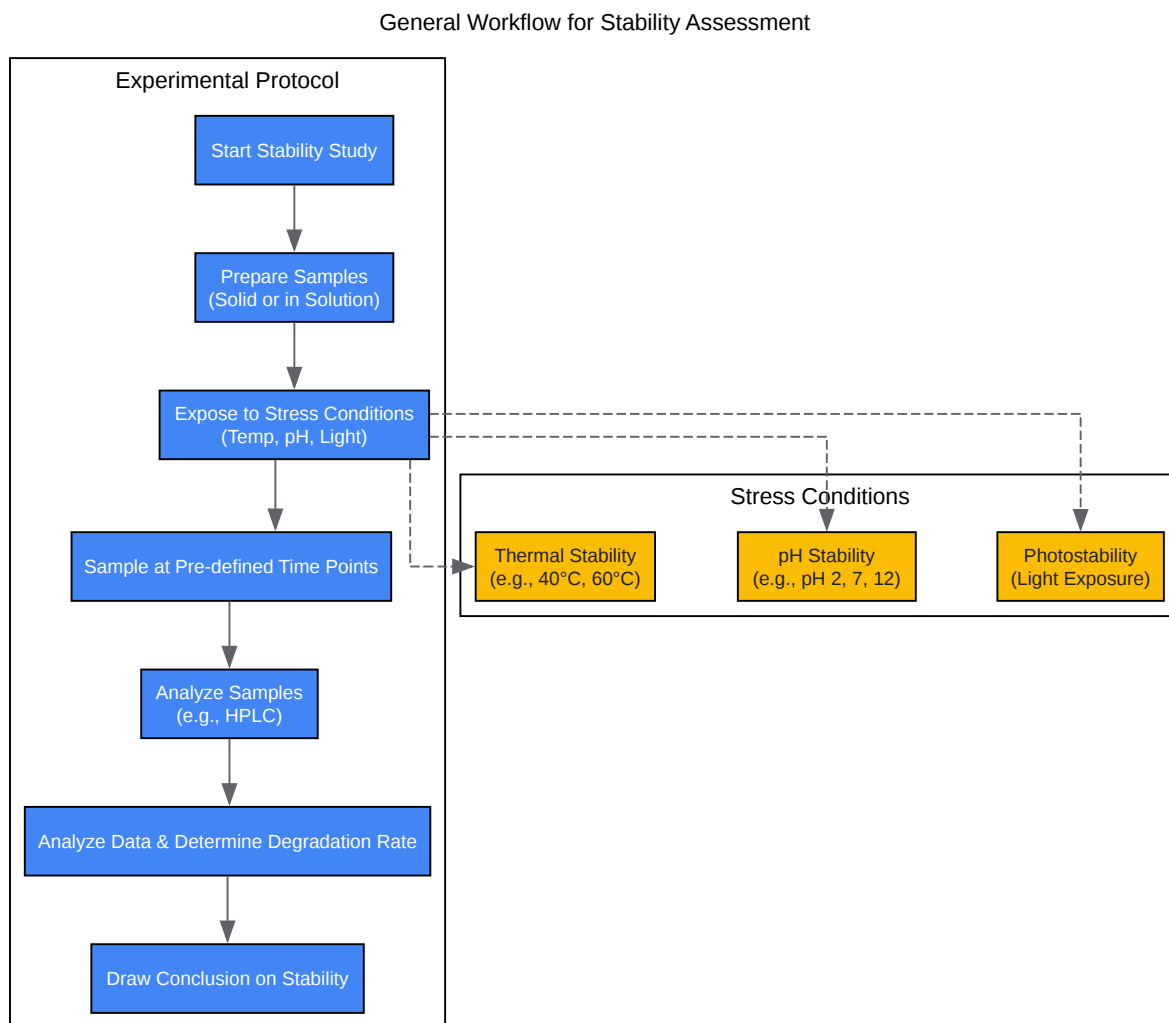 General Workflow for Stability Assessment
Experimental Protocol
Start Stability Study
Prepare Samples
(Solid or in Solution)
Expose to Stress Conditions
(Temp, pH, Light)
Stress Conditions
Thermal Stability
(e.g., 40°C, 60°C)
pH Stability
(e.g., pH 2, 7, 12)
Photostability
(Light Exposure)
Sample at Pre-defined Time Points
Analyze Samples
(e.g., HPLC)
Analyze Data & Determine Degradation Rate
Draw Conclusion on Stability